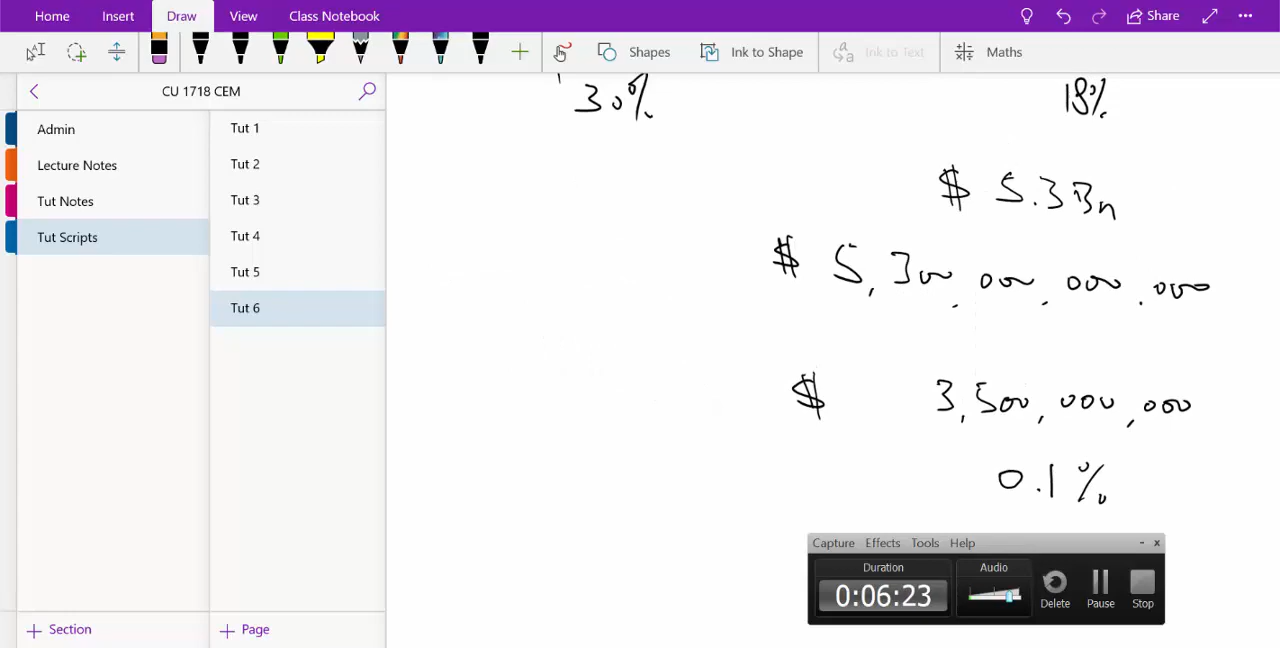 Home Insert Draw View Class Notebook Share
Shapes Ink to Shape Ink to Text Maths
CU 1718 CEM
Admin
Lecture Notes
Tut Notes
Tut Scripts
Tut 1
Tut 2
Tut 3
Tut 4
Tut 5
Tut 6
30% 18%
$ 5.3Bn
$ 5,300,000,000,000
$ 3,500,000,000
0.1%
Capture Effects Tools Help
Duration Audio
0:06:23
Delete Pause Stop
Section Page